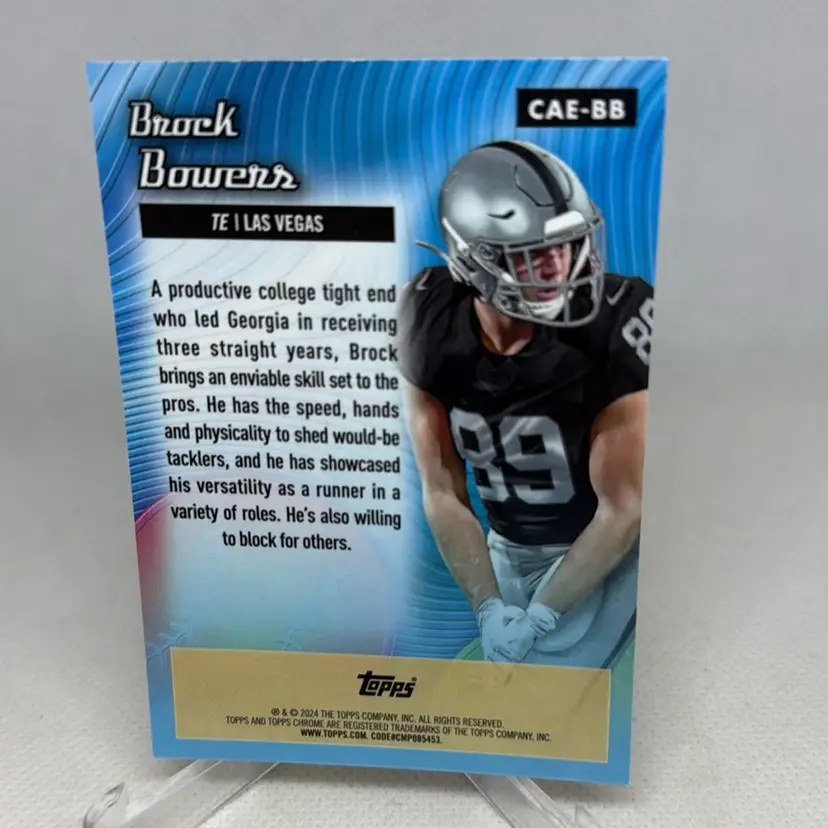 CAE-BB
Brock
Bowers
TE | LAS VEGAS
A productive college tight end
who led Georgia in receiving
three straight years, Brock
brings an enviable skill set to the
pros. He has the speed, hands
and physicality to shed would-be
tacklers, and he has showcased
his versatility as a runner in a
variety of roles. He's also willing
to block for others.
89
89
topps®
℗ & © 2024 THE TOPPS COMPANY, INC. ALL RIGHTS RESERVED.
TOPPS AND TOPPS CHROME ARE REGISTERED TRADEMARKS OF THE TOPPS COMPANY, INC.
WWW.TOPPS.COM. CODE#CMP085453.